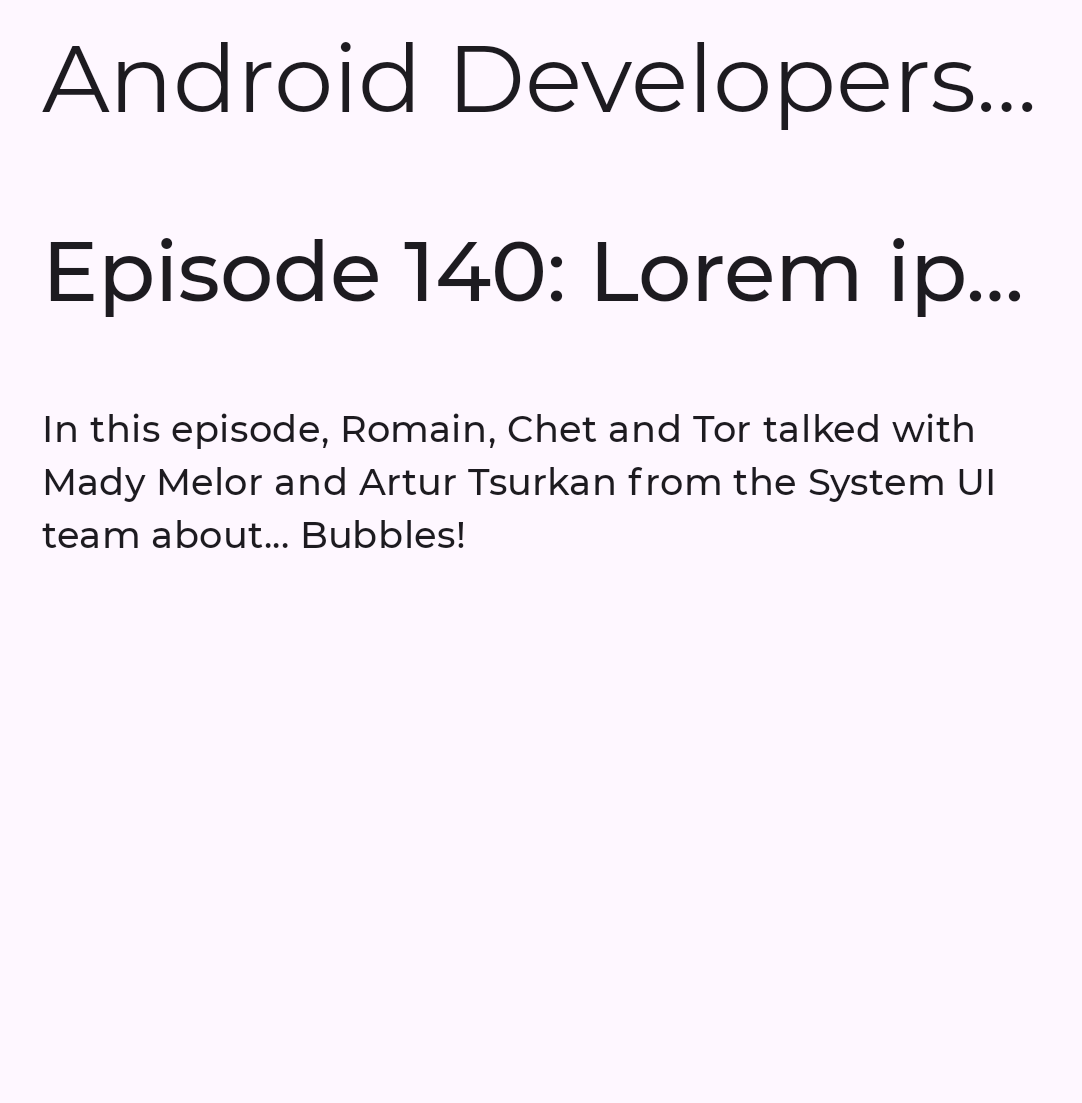 Android Developers...
Episode 140: Lorem ip...
In this episode, Romain, Chet and Tor talked with
Mady Melor and Artur Tsurkan from the System UI
team about... Bubbles!